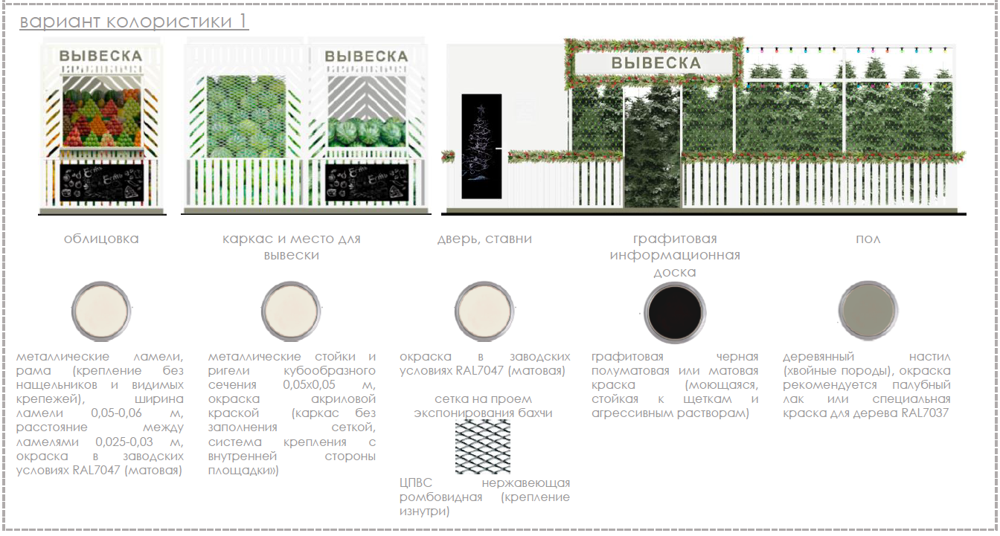 вариант колористики 1
ВЫВЕСКА
ВЫВЕСКА
ВЫВЕСКА
облицовка
металлические ламели,
рама (крепление без
нащельников и видимых
крепежей), ширина
ламели 0,05-0,06 м,
расстояние между
ламелями 0,025-0,03 м,
окраска в заводских
условиях RAL7047 (матовая)
каркас и место для
вывески
металлические стойки и
ригели кубообразного
сечения 0,05х0,05 м,
окраска акриловой
краской (каркас без
заполнения сеткой,
система крепления с
внутренней стороны
площадки»)
дверь, ставни
окраска в заводских
условиях RAL7047 (матовая)
сетка на проем
экспонирования бахчи
ЦПВС нержавеющая
ромбовидная (крепление
изнутри)
графитовая
информационная
доска
графитовая черная
полуматовая или матовая
краска (моющаяся,
стойкая к щеткам и
агрессивным растворам)
пол
деревянный настил
(хвойные породы), окраска
рекомендуется палубный
лак или специальная
краска для дерева RAL7037